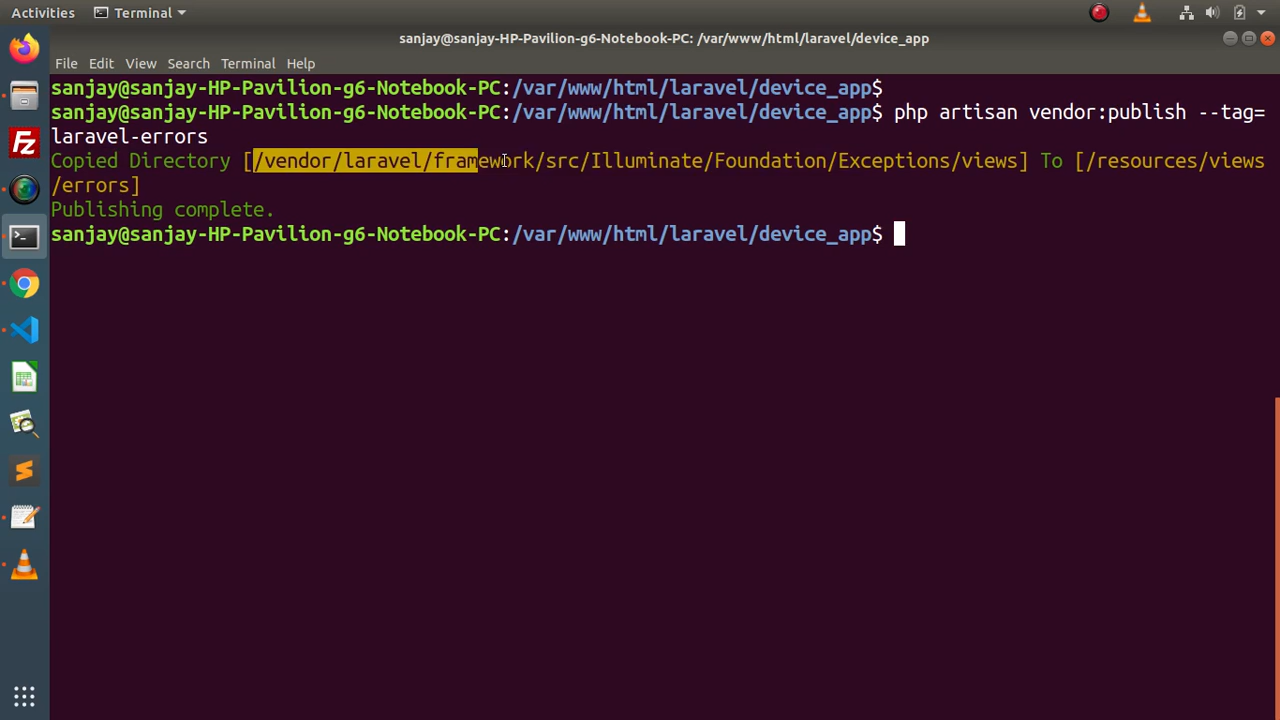 Activities
Terminal
sanjay@sanjay-HP-Pavilion-g6-Notebook-PC: /var/www/html/laravel/device_app
File Edit View Search Terminal Help
sanjay@sanjay-HP-Pavilion-g6-Notebook-PC:/var/www/html/laravel/device_app$
sanjay@sanjay-HP-Pavilion-g6-Notebook-PC:/var/www/html/laravel/device_app$ php artisan vendor:publish --tag=
laravel-errors
Copied Directory [/vendor/laravel/framework/src/Illuminate/Foundation/Exceptions/views] To [/resources/views
/errors]
Publishing complete.
sanjay@sanjay-HP-Pavilion-g6-Notebook-PC:/var/www/html/laravel/device_app$